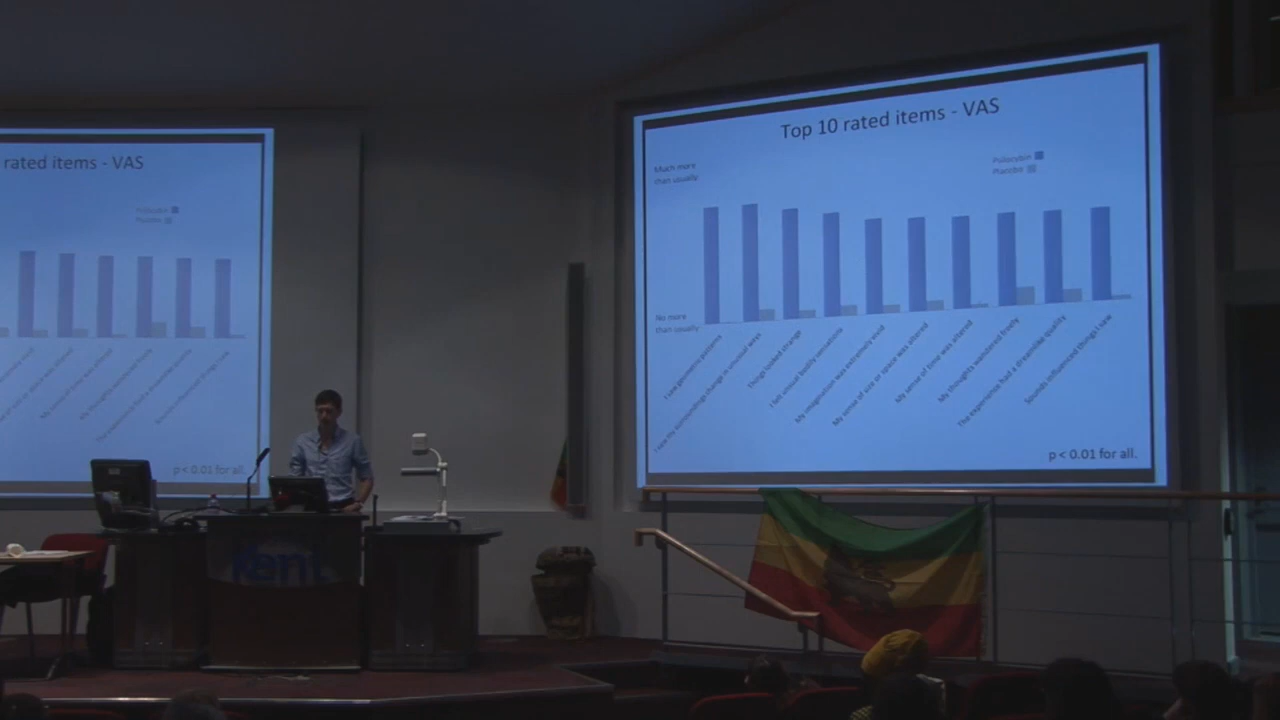 rated items - VAS
Psilocybin
Placebo
p < 0.01 for all.
Kent
Top 10 rated items - VAS
Much more
than usually
Psilocybin
Placebo
No more
than usually
I saw geometric patterns
I saw my surroundings change in unusual ways
Things looked strange
I felt unusual bodily sensations
My imagination was extremely vivid
My sense of size or space was altered
My sense of time was altered
My thoughts wandered freely
The experience had a dreamlike quality
Sounds influenced things I saw
p < 0.01 for all.